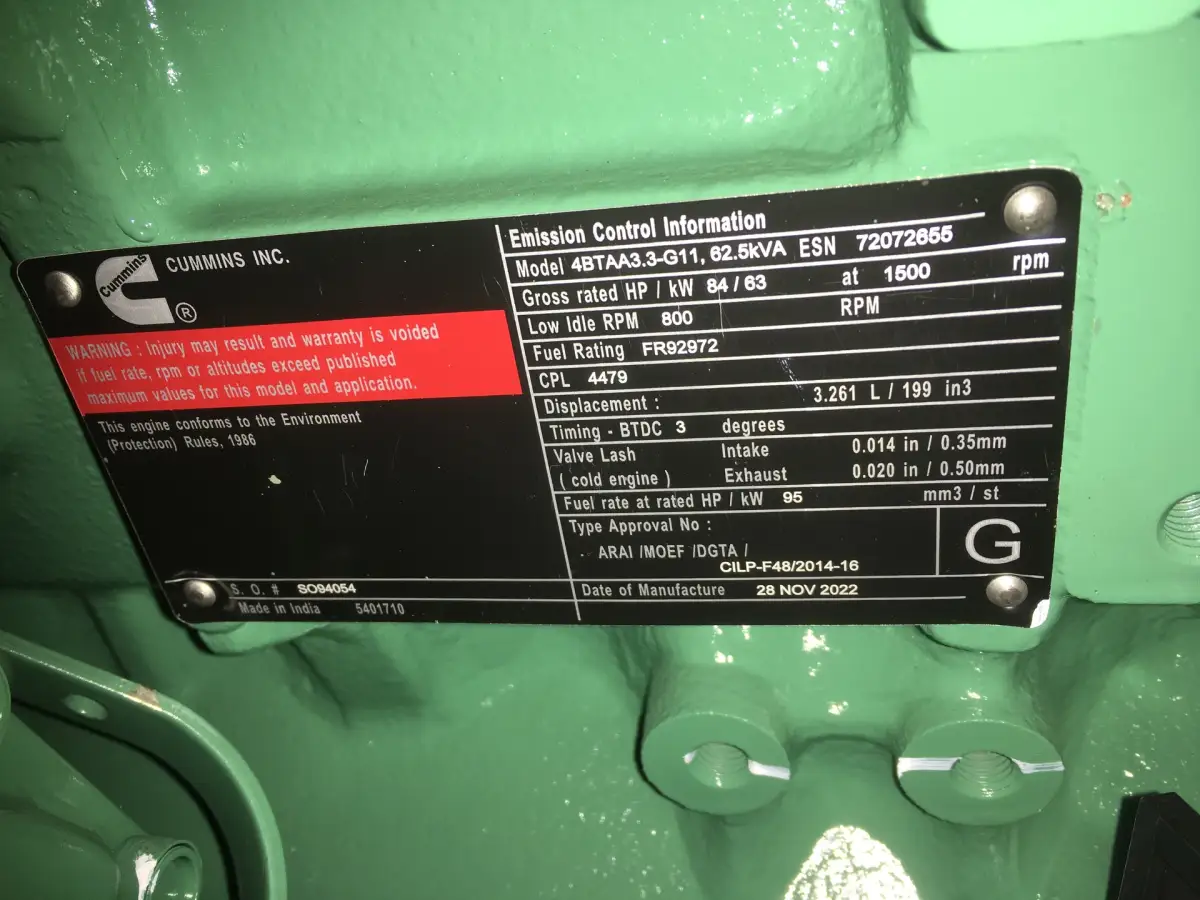 Cummins
®
CUMMINS INC.
WARNING : Injury may result and warranty is voided
if fuel rate, rpm or altitudes exceed published
maximum values for this model and application.
This engine conforms to the Environment
(Protection) Rules, 1986
S. O. # SO94054
Made in India 5401710
Emission Control Information
Model 4BTAA3.3-G11, 62.5kVA ESN 72072655
Gross rated HP / kW 84 / 63 at 1500 rpm
Low Idle RPM 800 RPM
Fuel Rating FR92972
CPL 4479
Displacement : 3.261 L / 199 in3
Timing - BTDC 3 degrees
Valve Lash Intake 0.014 in / 0.35mm
( cold engine ) Exhaust 0.020 in / 0.50mm
Fuel rate at rated HP / kW 95 mm3 / st
Type Approval No :
ARAI /MOEF /DGTA /
CILP-F48/2014-16
G
Date of Manufacture 28 NOV 2022